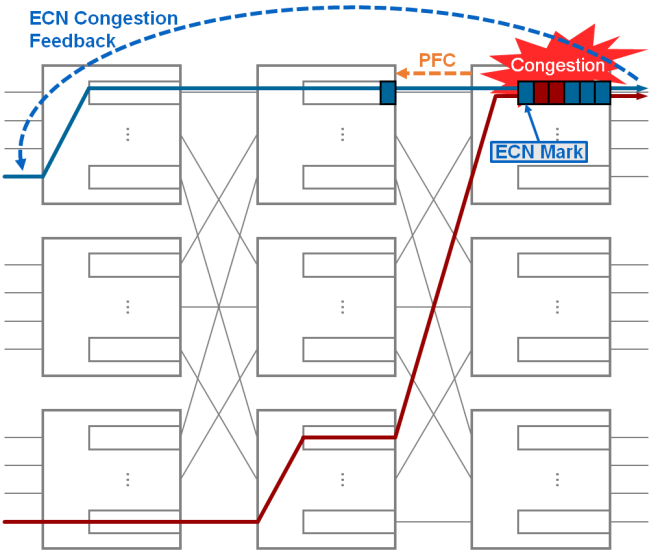 ECN Congestion
Feedback
PFC
Congestion
ECN Mark